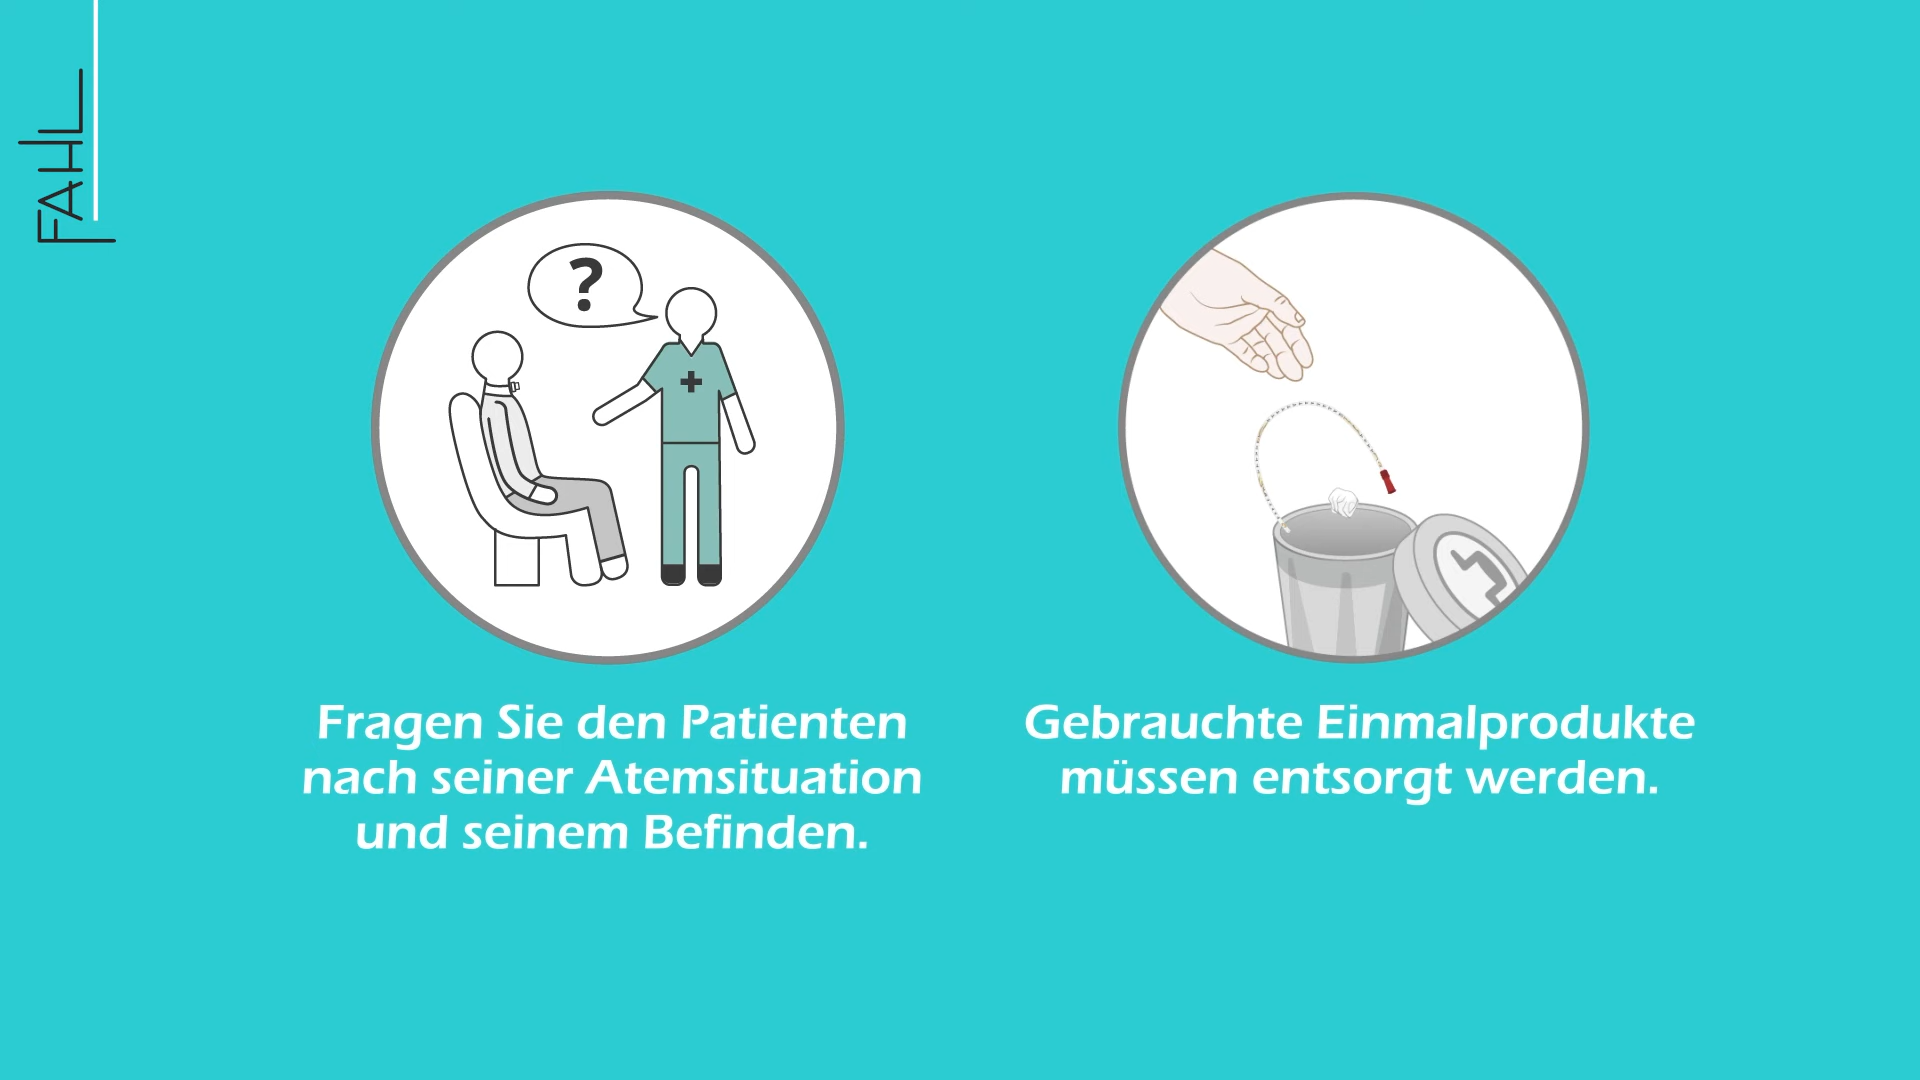 FAHL
?
Fragen Sie den Patienten
nach seiner Atemsituation
und seinem Befinden.
Gebrauchte Einmalprodukte
müssen entsorgt werden.